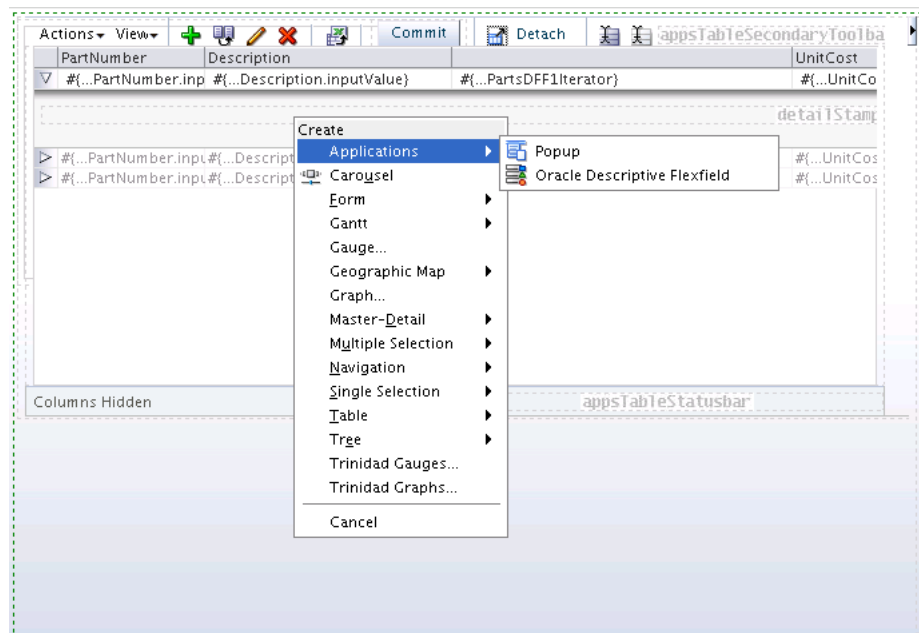 Actions View Commit Detach appsTableSecondaryToolba
PartNumber Description UnitCost
#{...PartNumber.inp #{...Description.inputValue} #{...PartsDFF1Iterator} #{...UnitCo
detailStamp
#{...PartNumber.inpu #{...Descript #{...UnitCos
#{...PartNumber.inpu #{...Descript #{...UnitCos
Create
Applications
Popup
Oracle Descriptive Flexfield
Carousel
Form
Gantt
Gauge...
Geographic Map
Graph...
Master-Detail
Multiple Selection
Navigation
Single Selection
Table
Tree
Trinidad Gauges...
Trinidad Graphs...
Cancel
Columns Hidden appsTableStatusbar